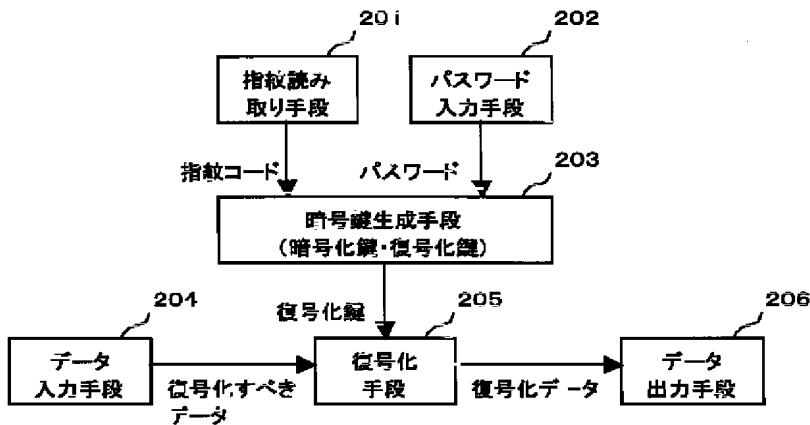 201
202
指紋読み
取り手段
パスワード
入力手段
指紋コード
パスワード
203
暗号鍵生成手段
(暗号化鍵・復号化鍵)
204
復号化鍵
205
206
データ
入力手段
復号化すべき
データ
復号化
手段
復号化データ
データ
出力手段